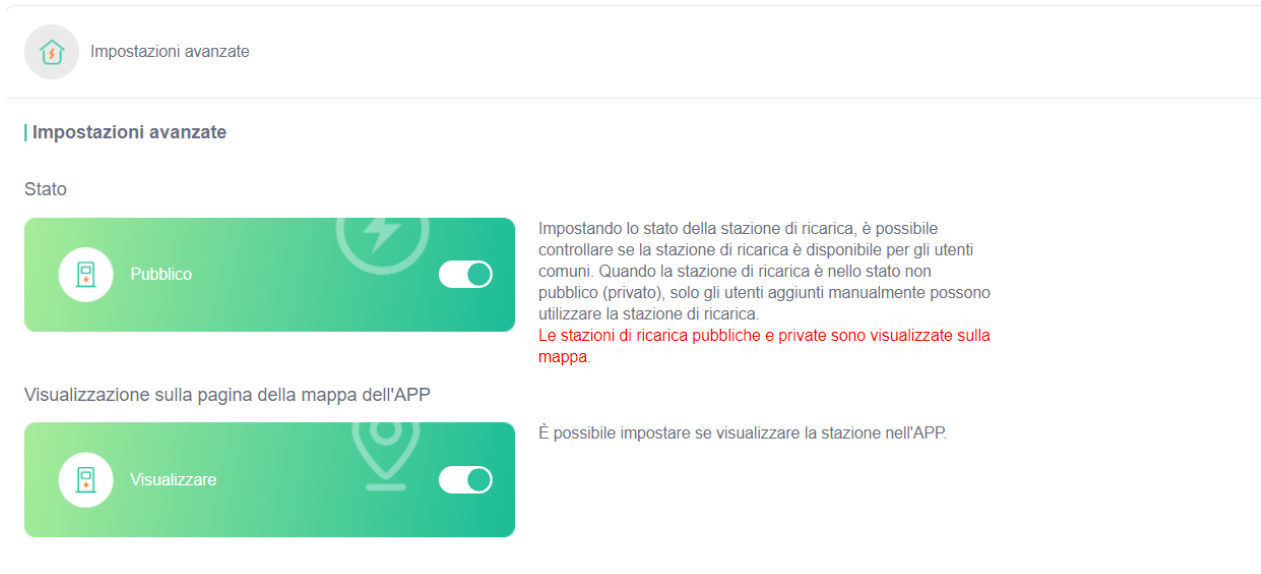 Impostazioni avanzate
Impostazioni avanzate
Stato
Pubblico
Impostando lo stato della stazione di ricarica, è possibile
controllare se la stazione di ricarica è disponibile per gli utenti
comuni. Quando la stazione di ricarica è nello stato non
pubblico (privato), solo gli utenti aggiunti manualmente possono
utilizzare la stazione di ricarica.
Le stazioni di ricarica pubbliche e private sono visualizzate sulla
mappa.
Visualizzazione sulla pagina della mappa dell'APP
Visualizzare
È possibile impostare se visualizzare la stazione nell'APP.